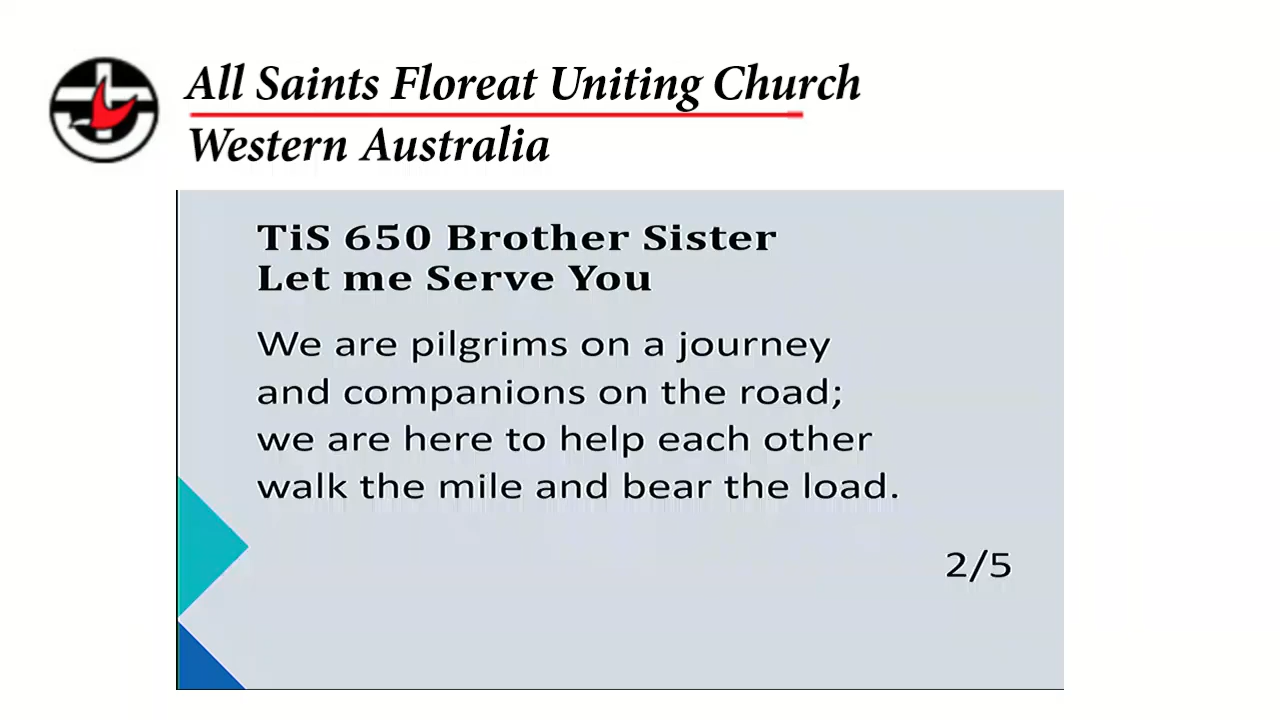 All Saints Floreat Uniting Church
Western Australia
TiS 650 Brother Sister
Let me Serve You
We are pilgrims on a journey
and companions on the road;
we are here to help each other
walk the mile and bear the load.
2/5